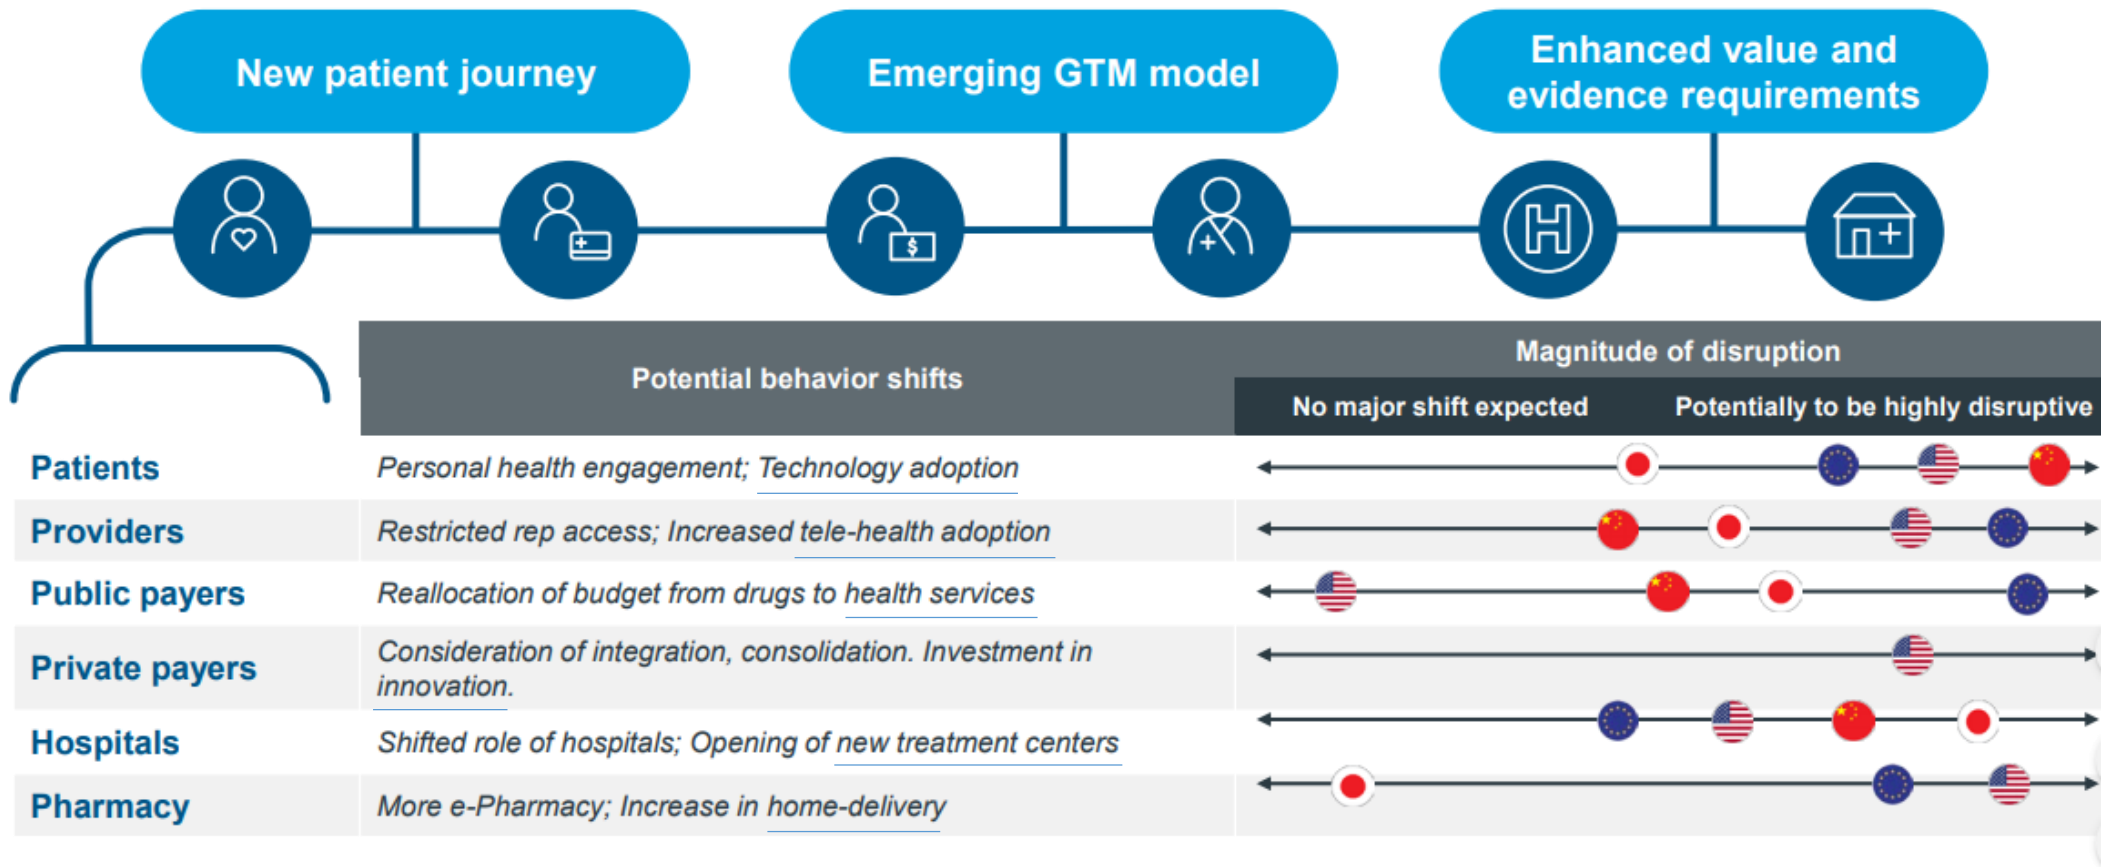 New patient journey
Emerging GTM model
Enhanced value and
evidence requirements
H
$
Potential behavior shifts
Magnitude of disruption
No major shift expected
Potentially to be highly disruptive
Patients
Personal health engagement; Technology adoption
Providers
Restricted rep access; Increased tele-health adoption
Public payers
Reallocation of budget from drugs to health services
Private payers
Consideration of integration, consolidation. Investment in
innovation.
Hospitals
Shifted role of hospitals; Opening of new treatment centers
Pharmacy
More e-Pharmacy; Increase in home-delivery